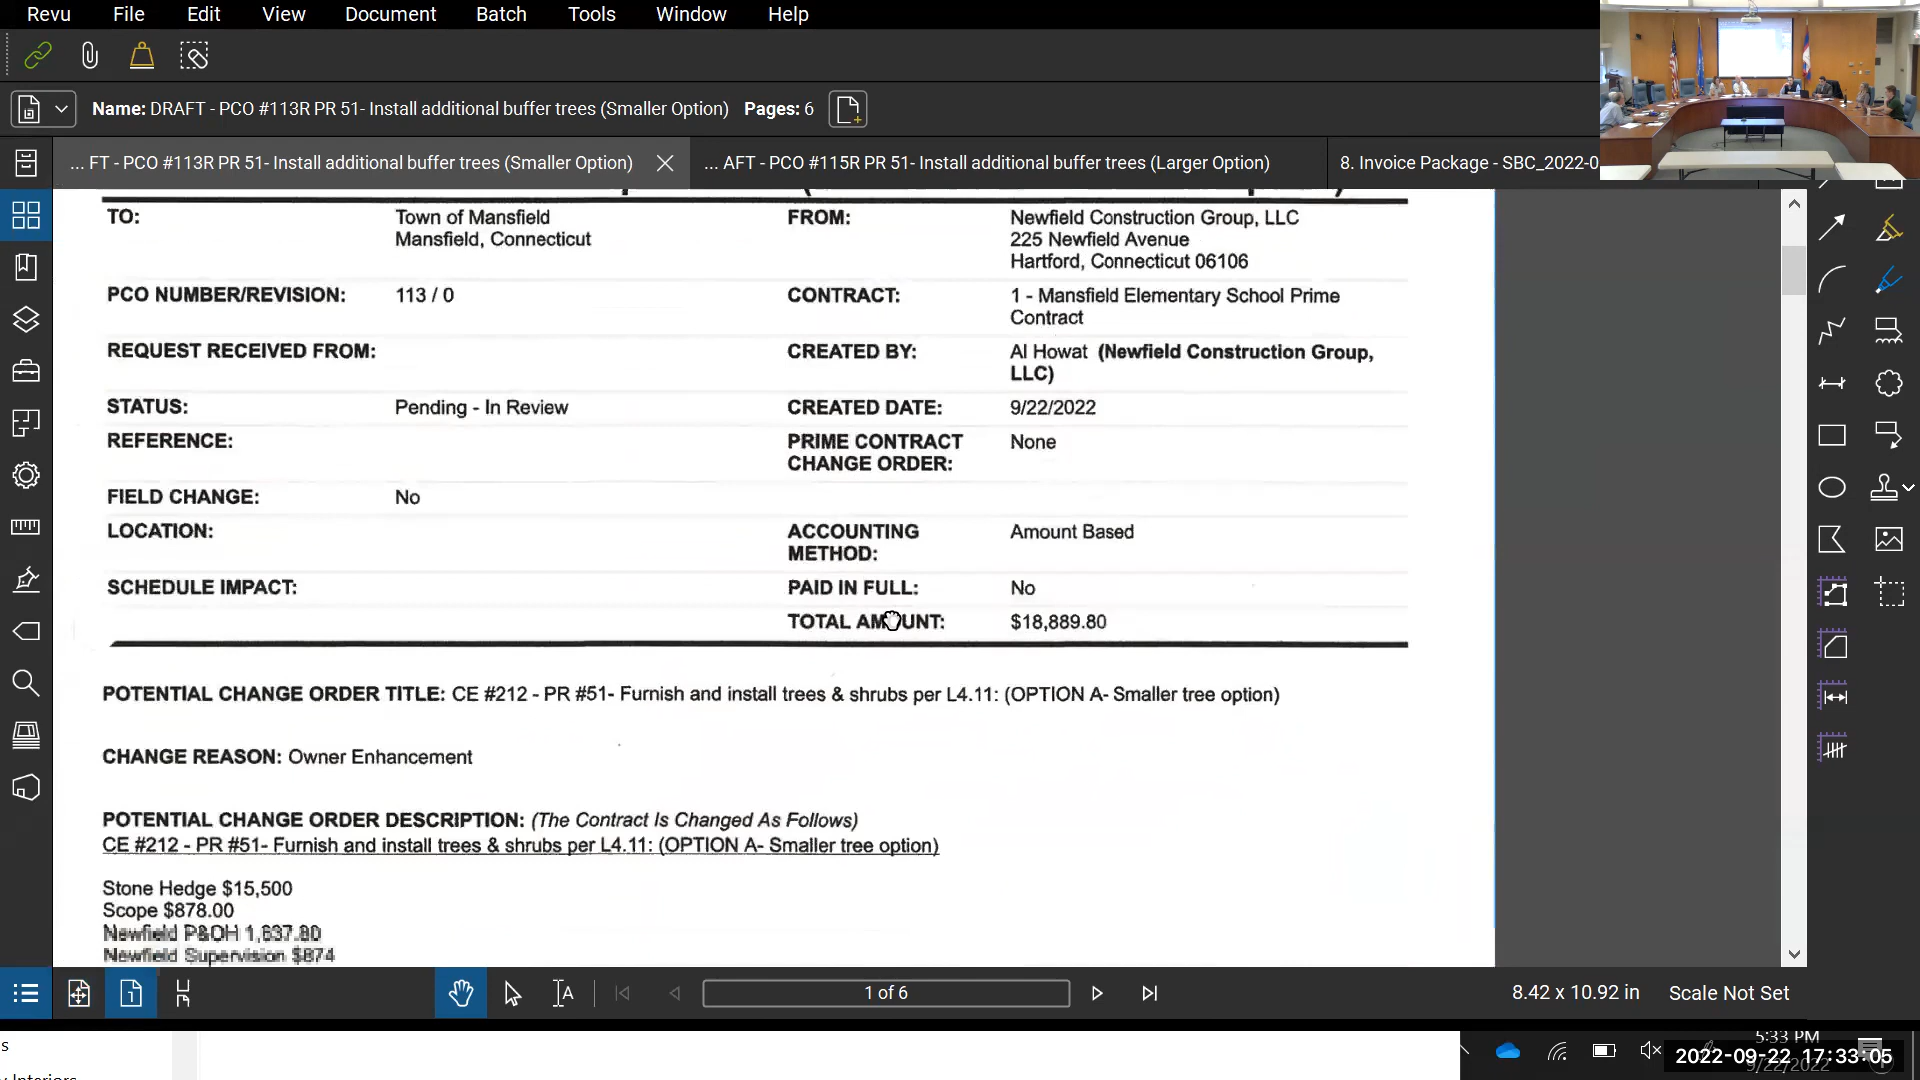 Revu File Edit View Document Batch Tools Window Help
Name: DRAFT - PCO #113R PR 51- Install additional buffer trees (Smaller Option) Pages: 6
... FT - PCO #113R PR 51- Install additional buffer trees (Smaller Option)
... AFT - PCO #115R PR 51- Install additional buffer trees (Larger Option)
8. Invoice Package - SBC_2022-0
TO: Town of Mansfield FROM: Newfield Construction Group, LLC
Mansfield, Connecticut 225 Newfield Avenue
Hartford, Connecticut 06106
PCO NUMBER/REVISION: 113 / 0 CONTRACT: 1 - Mansfield Elementary School Prime
Contract
REQUEST RECEIVED FROM: CREATED BY: Al Howat (Newfield Construction Group,
LLC)
STATUS: Pending - In Review CREATED DATE: 9/22/2022
REFERENCE: PRIME CONTRACT None
CHANGE ORDER:
FIELD CHANGE: No
LOCATION: ACCOUNTING Amount Based
METHOD:
SCHEDULE IMPACT: PAID IN FULL: No
TOTAL AMOUNT: $18,889.80
POTENTIAL CHANGE ORDER TITLE: CE #212 - PR #51- Furnish and install trees & shrubs per L4.11: (OPTION A- Smaller tree option)
CHANGE REASON: Owner Enhancement
POTENTIAL CHANGE ORDER DESCRIPTION: (The Contract Is Changed As Follows)
CE #212 - PR #51- Furnish and install trees & shrubs per L4.11: (OPTION A- Smaller tree option)
Stone Hedge $15,500
Scope $878.00
Newfield P&OH 1,637.80
Newfield Supervision $874
1 of 6
8.42 x 10.92 in Scale Not Set
s
5:33 PM
2022-09-22 17:33:05
9/22/2022